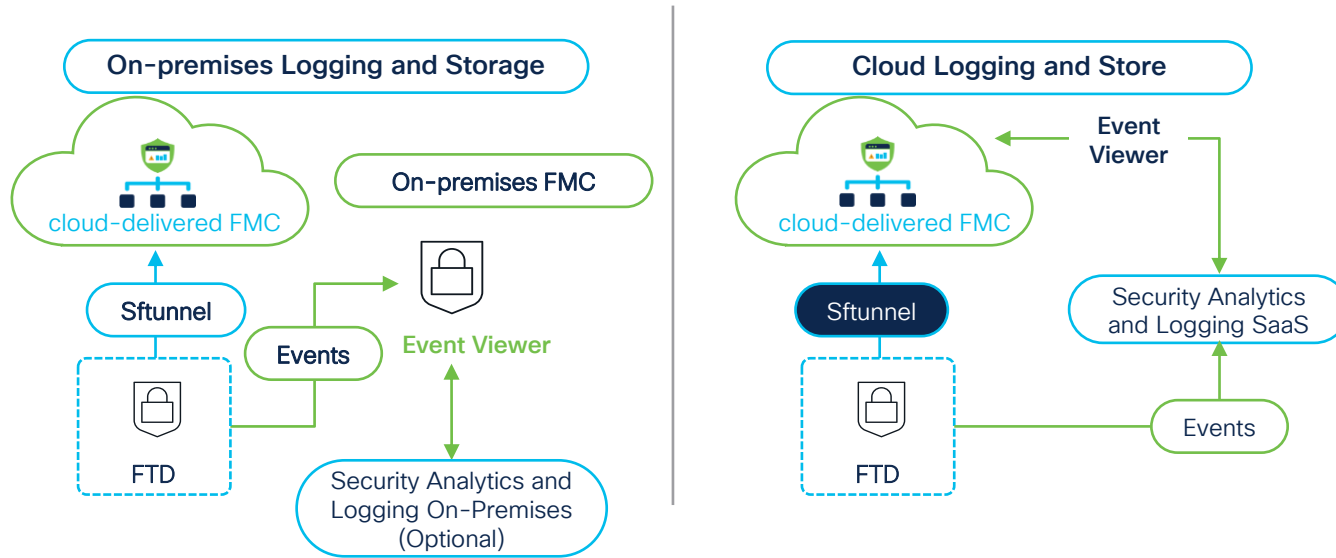 On-premises Logging and Storage
cloud-delivered FMC
On-premises FMC
Sftunnel
Events
Event Viewer
FTD
Security Analytics and
Logging On-Premises
(Optional)
Cloud Logging and Store
Event
Viewer
cloud-delivered FMC
Sftunnel
Security Analytics
and Logging SaaS
Events
FTD